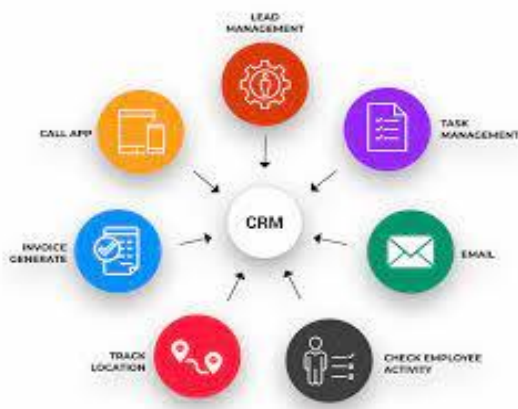 LEAD
MANAGEMENT
CALL APP
TASK
MANAGEMENT
CRM
INVOICE
GENERATE
EMAIL
TRACK
LOCATION
CHECK EMPLOYEE
ACTIVITY